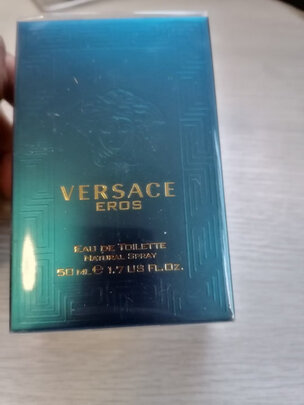 VERSACE
EROS
EAU DE TOILETTE
NATURAL SPRAY
50 ML ℮ 1.7 US FL.OZ.